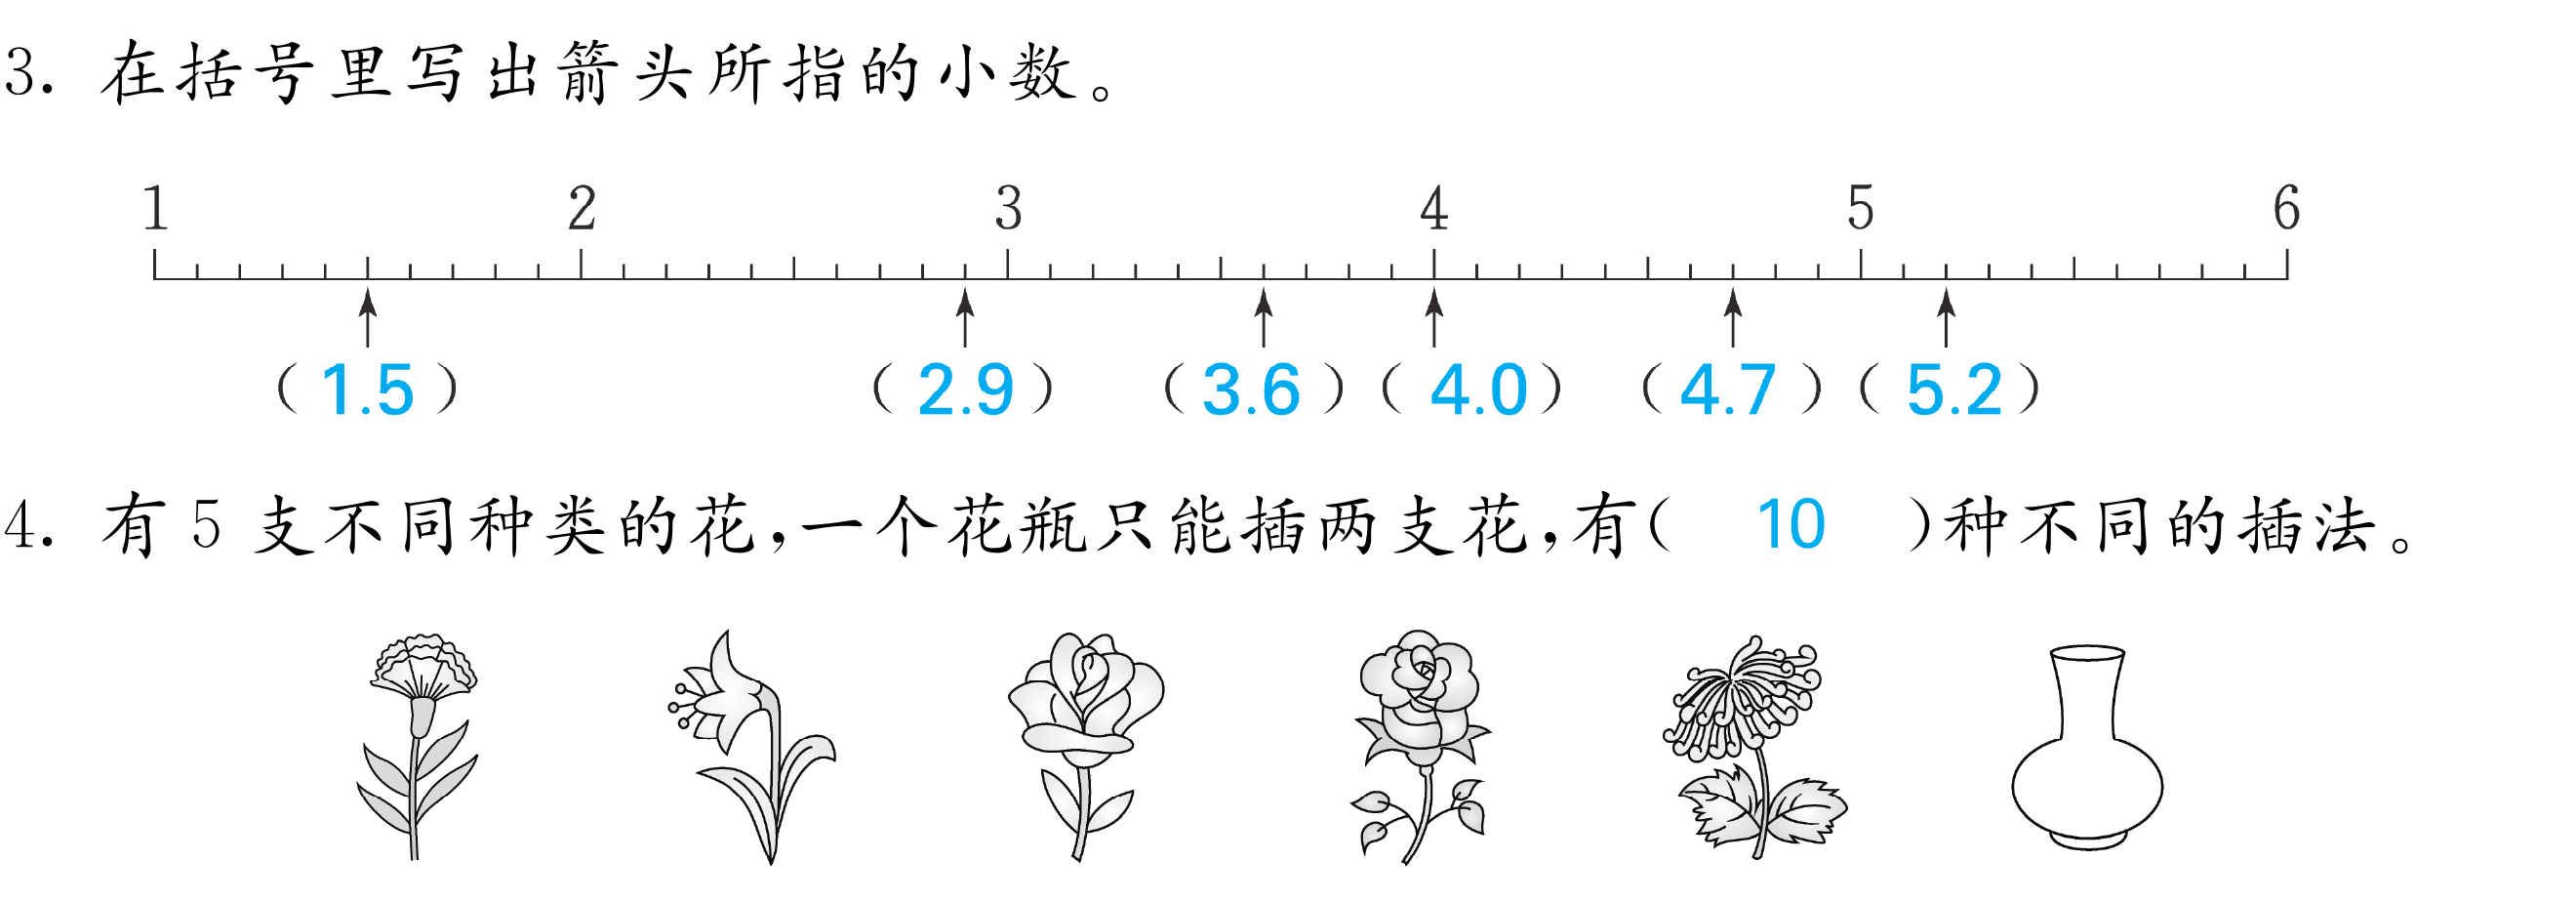 3. 在括号里写出箭头所指的小数。
1 2 3 4 5 6
(1.5) (2.9) (3.6) (4.0) (4.7) (5.2)
4. 有5支不同种类的花,一个花瓶只能插两支花,有( 10 )种不同的插法。